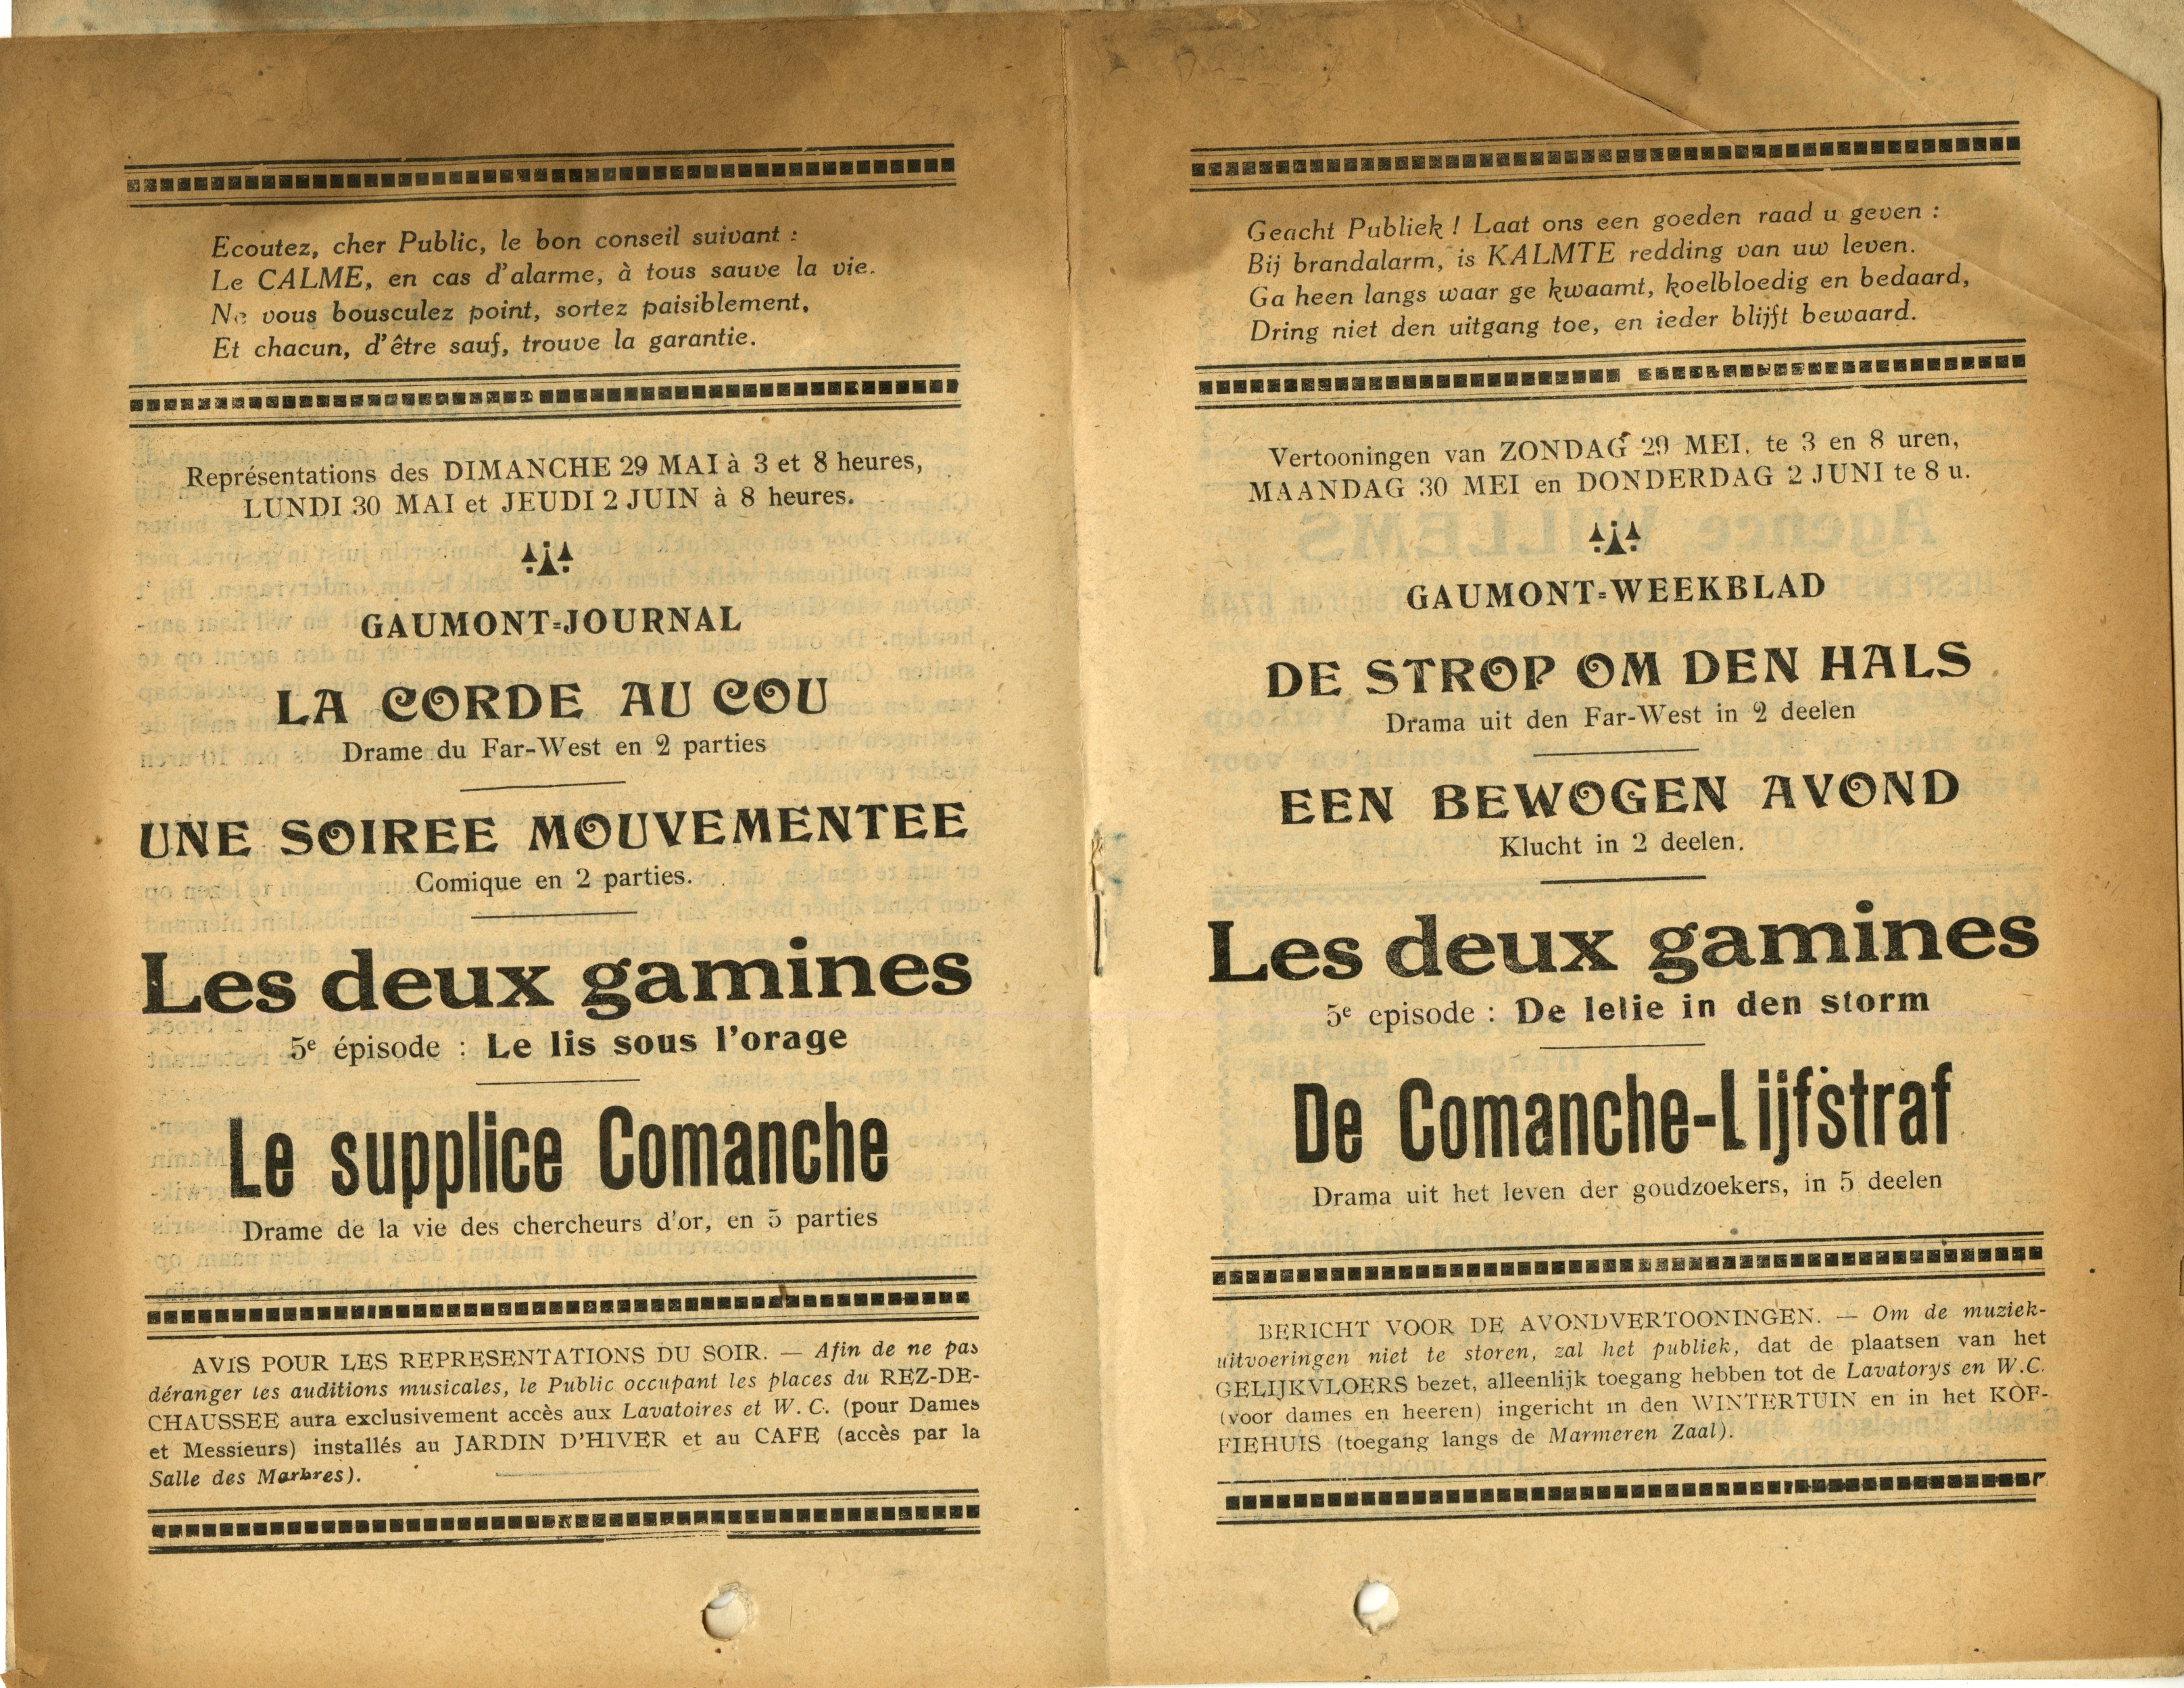 Ecoutez, cher Public, le bon conseil suivant :
Le CALME, en cas d'alarme, à tous sauve la vie.
Ne vous bousculez point, sortez paisiblement,
Et chacun, d'être sauf, trouve la garantie.
Représentations des DIMANCHE 29 MAI à 3 et 8 heures,
LUNDI 30 MAI et JEUDI 2 JUIN à 8 heures.
GAUMONT-JOURNAL
LA CORDE AU COU
Drame du Far-West en 2 parties
UNE SOIREE MOUVEMENTEE
Comique en 2 parties.
Les deux gamines
5e épisode : Le lis sous l'orage
Le supplice Comanche
Drame de la vie des chercheurs d'or, en 5 parties
AVIS POUR LES REPRESENTATIONS DU SOIR. — Afin de ne pas
déranger les auditions musicales, le Public occupant les places du REZ-DE-
CHAUSSEE aura exclusivement accès aux Lavatoires et W. C. (pour Dames
et Messieurs) installés au JARDIN D'HIVER et au CAFE (accès par la
Salle des Marbres).
Geacht Publiek ! Laat ons een goeden raad u geven :
Bij brandalarm, is KALMTE redding van uw leven.
Ga heen langs waar ge kwaamt, koelbloedig en bedaard,
Dring niet den uitgang toe, en ieder blijft bewaard.
Vertooningen van ZONDAG 29 MEI, te 3 en 8 uren,
MAANDAG 30 MEI en DONDERDAG 2 JUNI te 8 u.
GAUMONT-WEEKBLAD
DE STROP OM DEN HALS
Drama uit den Far-West in 2 deelen
EEN BEWOGEN AVOND
Klucht in 2 deelen.
Les deux gamines
5e episode : De lelie in den storm
De Comanche-Lijfstraf
Drama uit het leven der goudzoekers, in 5 deelen
BERICHT VOOR DE AVONDVERTOONINGEN. — Om de muziek-
uitvoeringen niet te storen, zal het publiek, dat de plaatsen van het
GELIJKVLOERS bezet, alleenlijk toegang hebben tot de Lavatorys en W.C.
(voor dames en heeren) ingericht in den WINTERTUIN en in het KOF-
FIEHUIS (toegang langs de Marmeren Zaal).